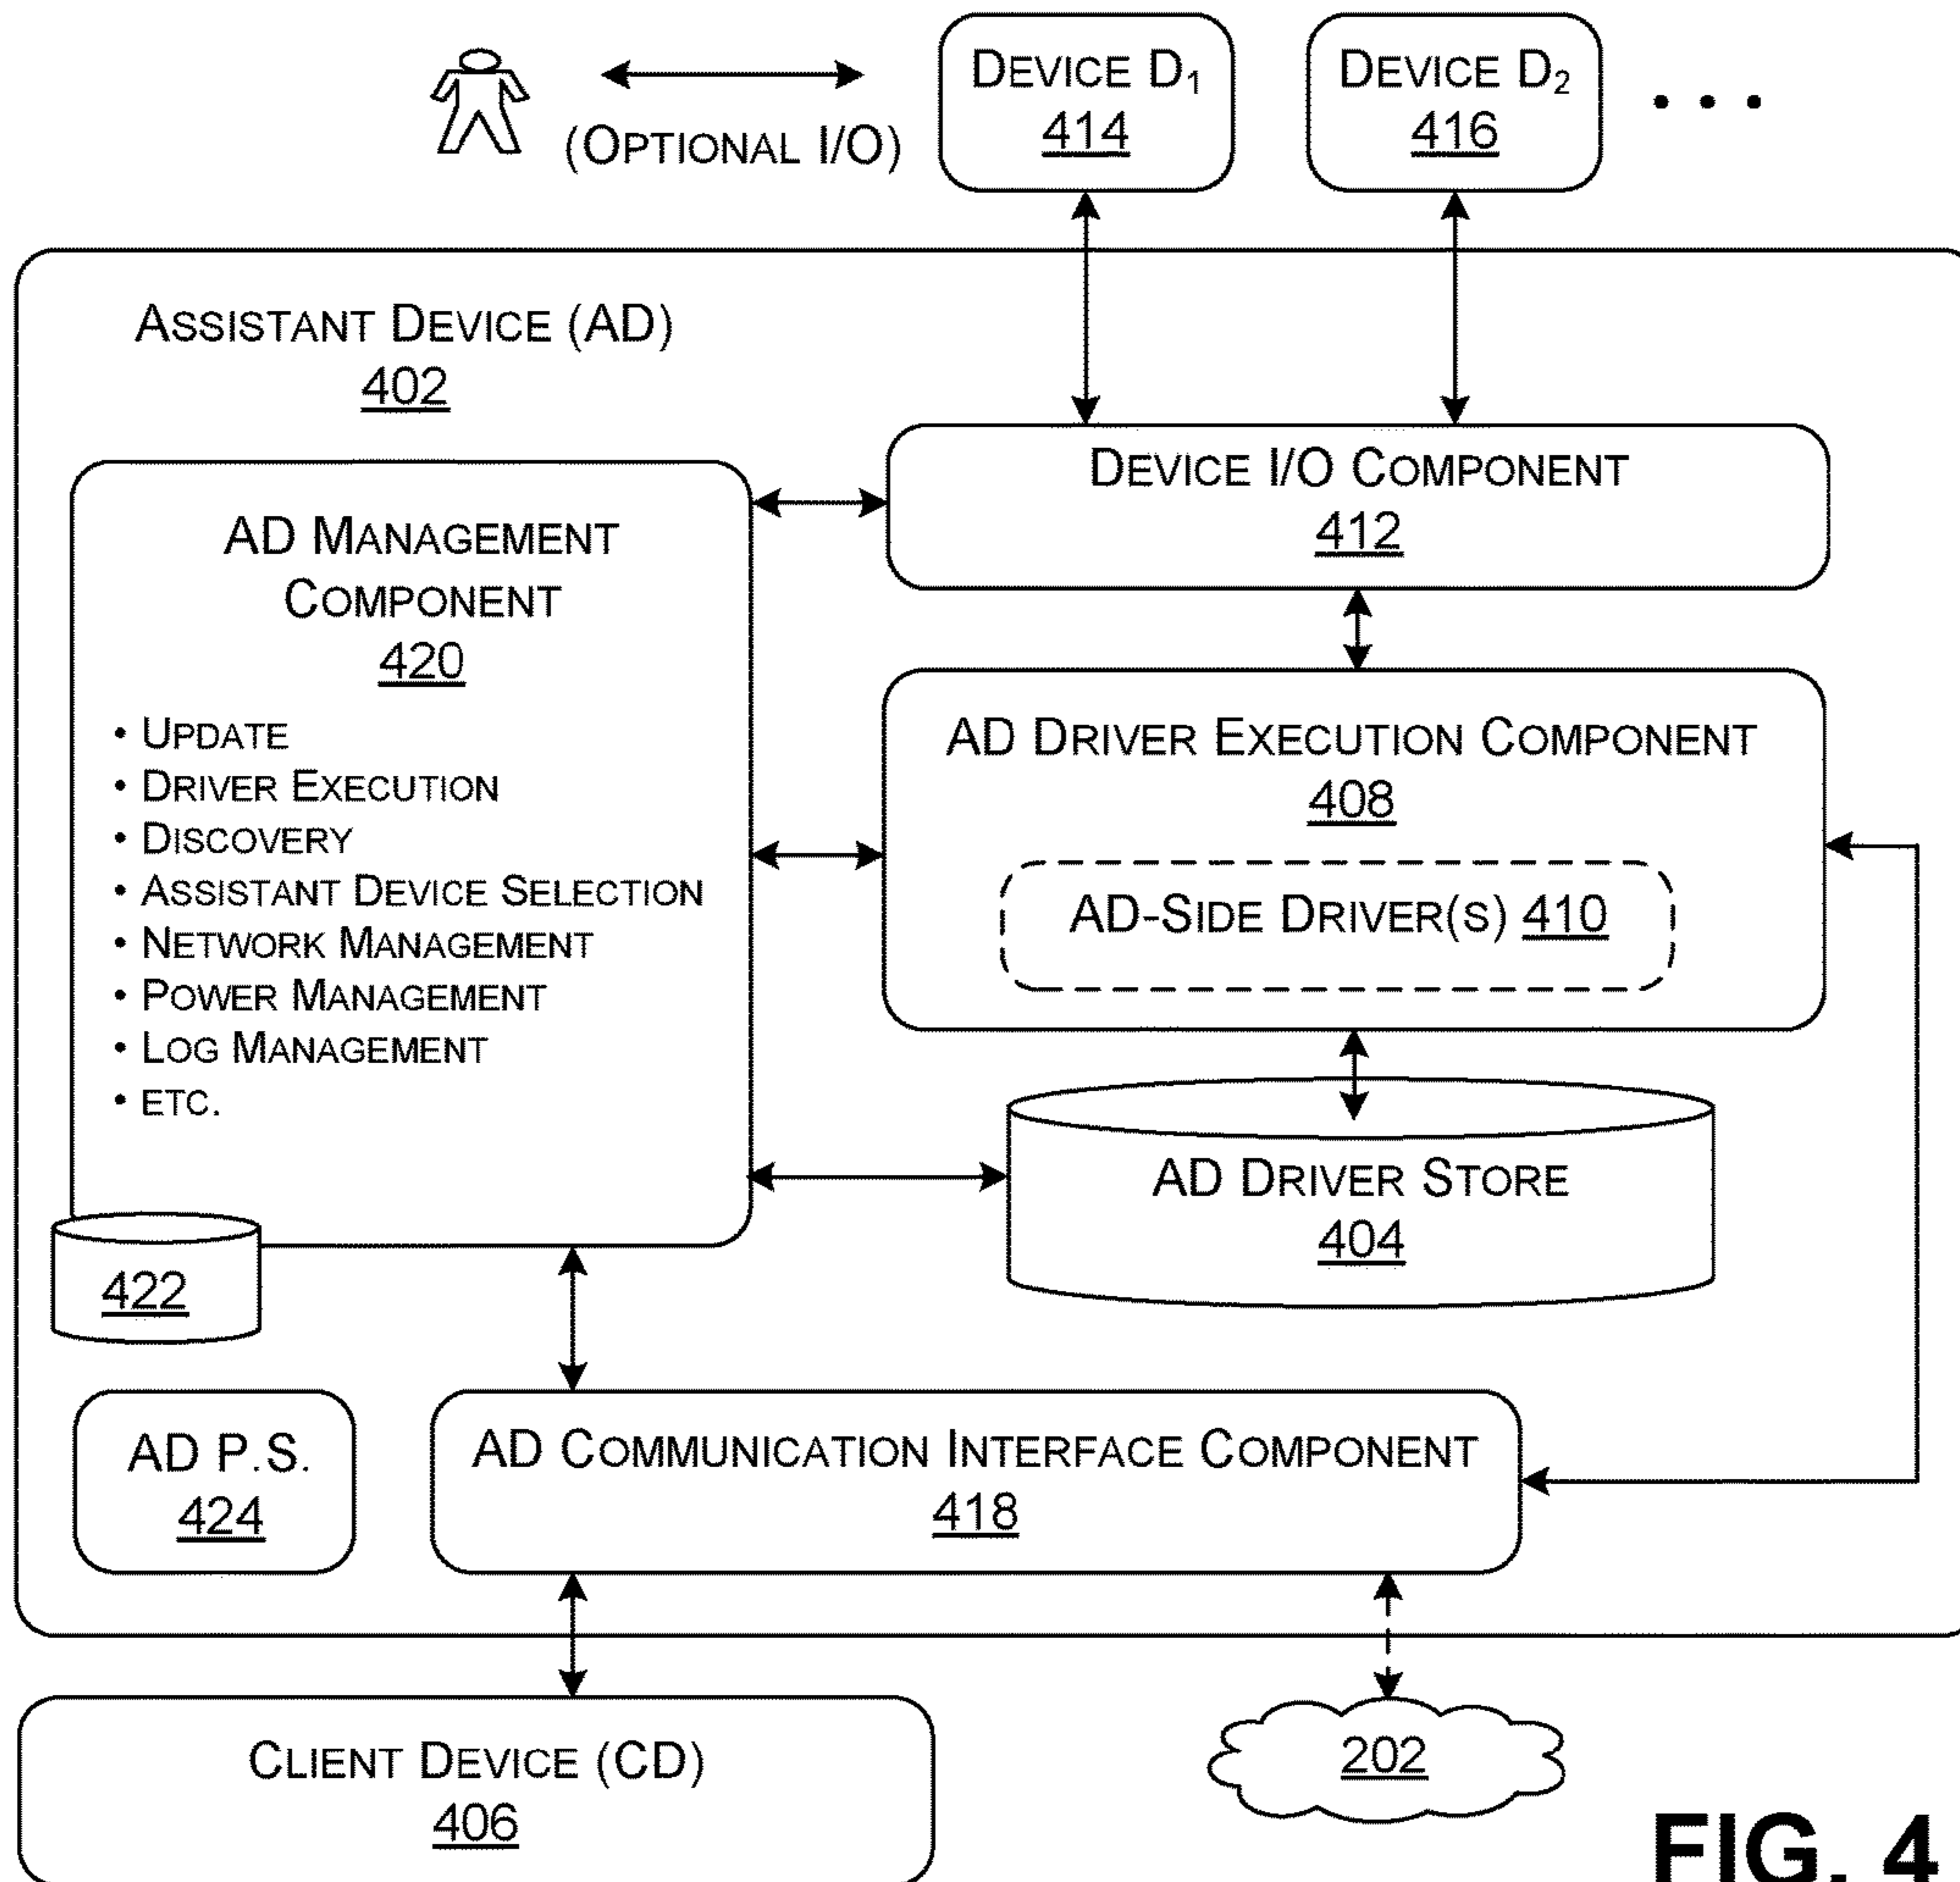 (OPTIONAL I/O)
DEVICE D₁
414
DEVICE D₂
416
. . .
ASSISTANT DEVICE (AD)
402
DEVICE I/O COMPONENT
412
AD MANAGEMENT
COMPONENT
420
• UPDATE
• DRIVER EXECUTION
• DISCOVERY
• ASSISTANT DEVICE SELECTION
• NETWORK MANAGEMENT
• POWER MANAGEMENT
• LOG MANAGEMENT
• ETC.
AD DRIVER EXECUTION COMPONENT
408
AD-SIDE DRIVER(S) 410
AD DRIVER STORE
404
422
AD P.S.
424
AD COMMUNICATION INTERFACE COMPONENT
418
CLIENT DEVICE (CD)
406
202
FIG. 4